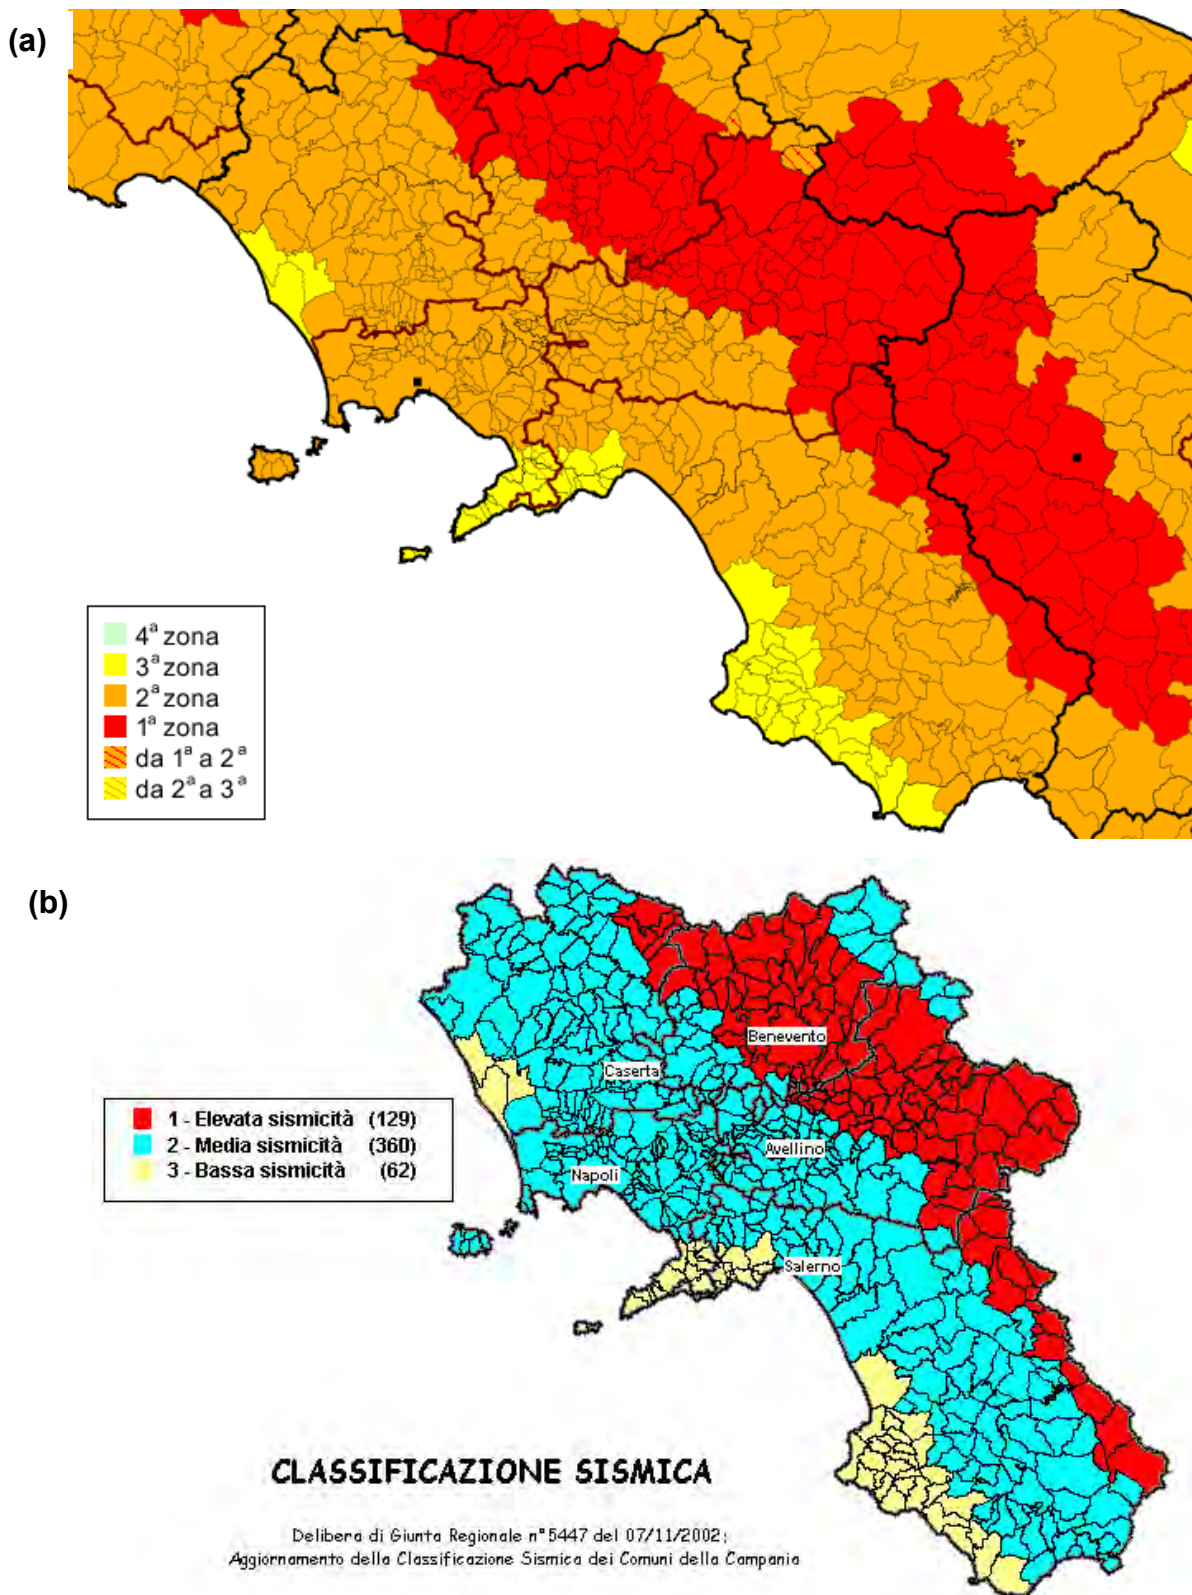 (a)
4ª zona
3ª zona
2ª zona
1ª zona
da 1ª a 2ª
da 2ª a 3ª
(b)
Benevento
Caserta
1 - Elevata sismicità (129)
2 - Media sismicità (360)
3 - Bassa sismicità (62)
Avellino
Napoli
Salerno
CLASSIFICAZIONE SISMICA
Delibera di Giunta Regionale n°5447 del 07/11/2002;
Aggiornamento della Classificazione Sismica dei Comuni della Campania